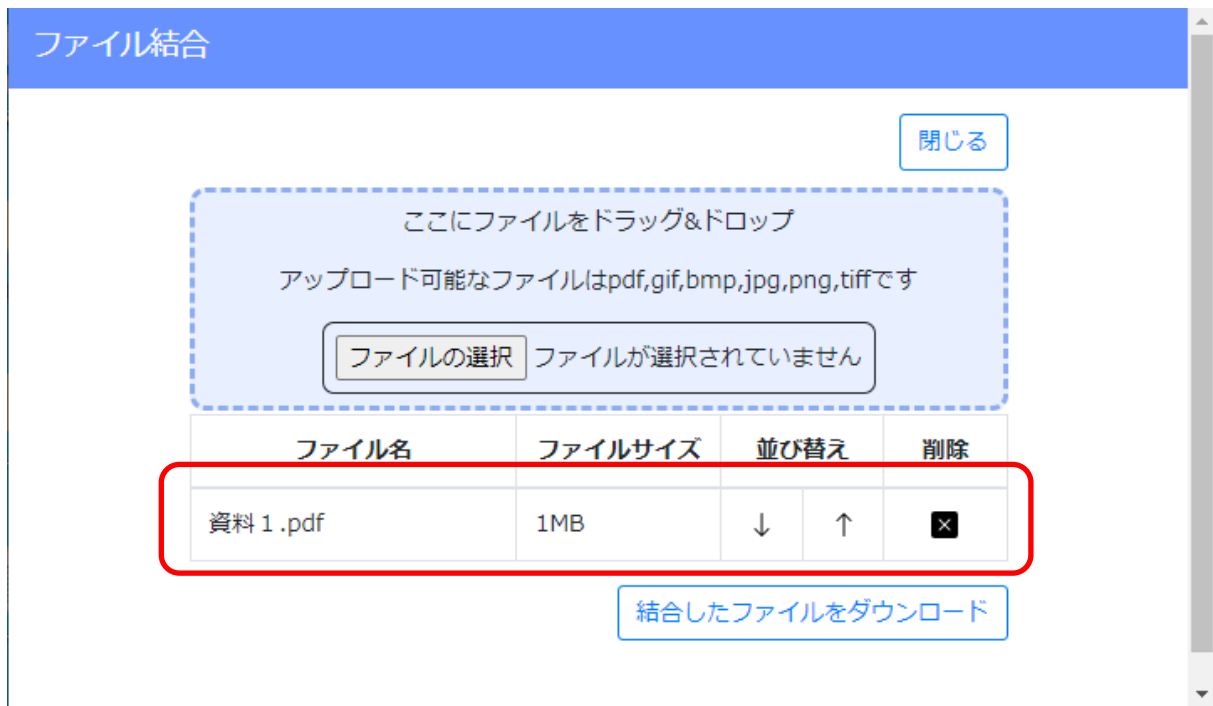 ファイル結合
閉じる
ここにファイルをドラッグ&ドロップ
アップロード可能なファイルはpdf,gif,bmp,jpg,png,tiffです
ファイルの選択 ファイルが選択されていません
ファイル名 ファイルサイズ 並び替え 削除
資料１.pdf 1MB ↓ ↑ ×
結合したファイルをダウンロード